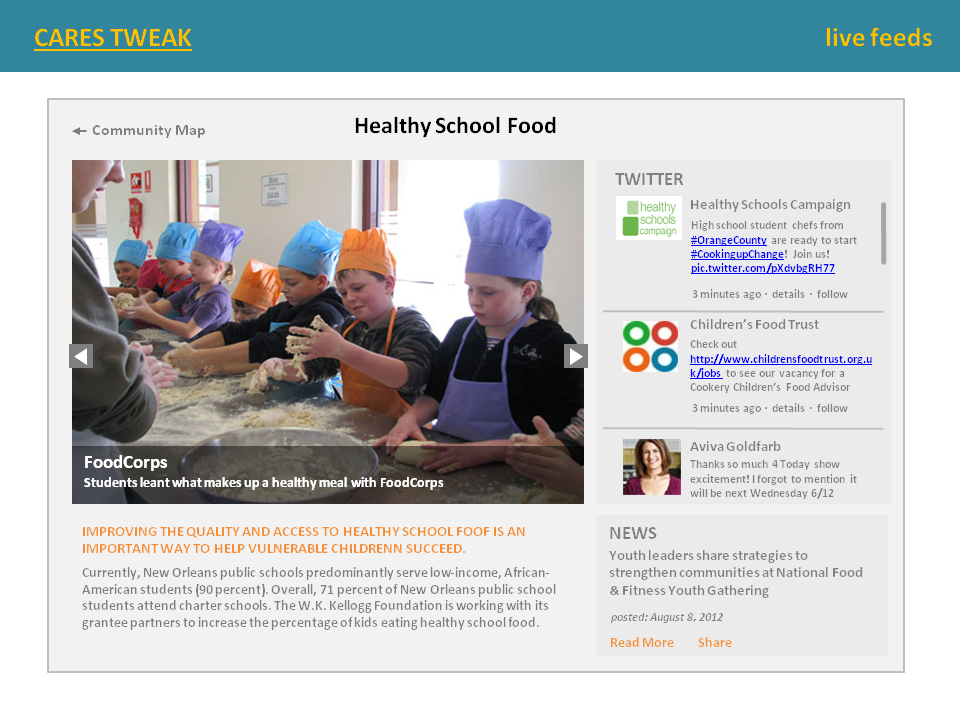 CARES TWEAK
live feeds
← Community Map
Healthy School Food
FoodCorps
Students leant what makes up a healthy meal with FoodCorps
IMPROVING THE QUALITY AND ACCESS TO HEALTHY SCHOOL FOOF IS AN
IMPORTANT WAY TO HELP VULNERABLE CHILDRENN SUCCEED.
Currently, New Orleans public schools predominantly serve low-income, African-
American students (90 percent). Overall, 71 percent of New Orleans public school
students attend charter schools. The W.K. Kellogg Foundation is working with its
grantee partners to increase the percentage of kids eating healthy school food.
TWITTER
healthy
schools
campaign
Healthy Schools Campaign
High school student chefs from
#OrangeCounty are ready to start
#CookingupChange! Join us!
pic.twitter.com/pXdvbgRH77
3 minutes ago · details · follow
Children's Food Trust
Check out
http://www.childrensfoodtrust.org.u
k/jobs to see our vacancy for a
Cookery Children's Food Advisor
3 minutes ago · details · follow
Aviva Goldfarb
Thanks so much 4 Today show
excitement! I forgot to mention it
will be next Wednesday 6/12
NEWS
Youth leaders share strategies to
strengthen communities at National Food
& Fitness Youth Gathering
posted: August 8, 2012
Read More
Share